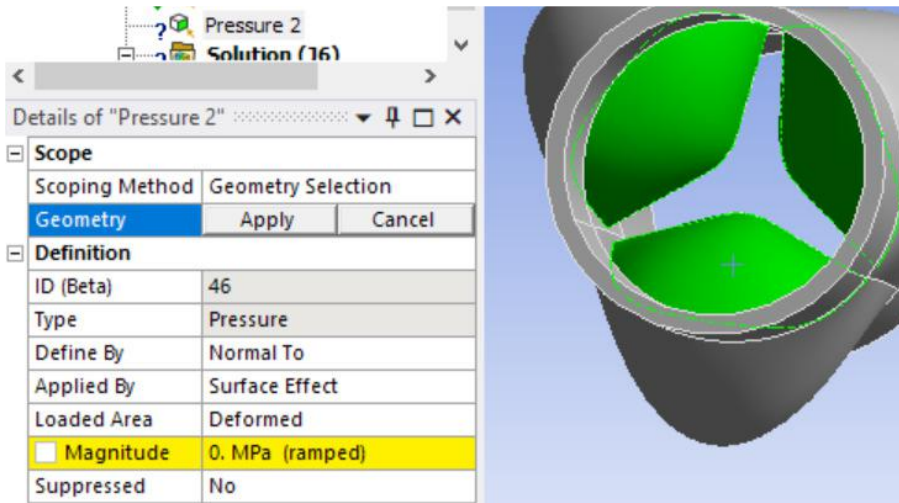 Pressure 2
Solution (J6)
Details of "Pressure 2"
Scope
Scoping Method Geometry Selection
Geometry Apply Cancel
Definition
ID (Beta) 46
Type Pressure
Define By Normal To
Applied By Surface Effect
Loaded Area Deformed
Magnitude 0. MPa (ramped)
Suppressed No